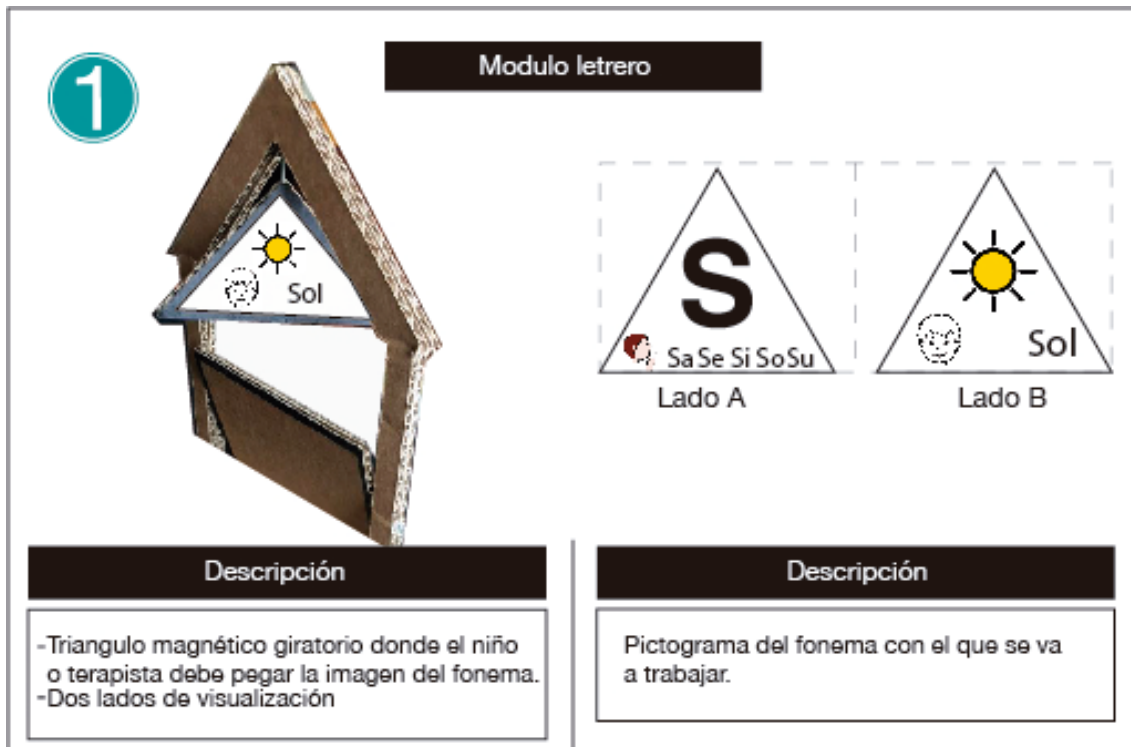 1
Modulo letrero
Sol
S
Sa Se Si So Su
Lado A
Sol
Lado B
Descripción
-Triangulo magnético giratorio donde el niño
o terapista debe pegar la imagen del fonema.
-Dos lados de visualización
Descripción
Pictograma del fonema con el que se va
a trabajar.